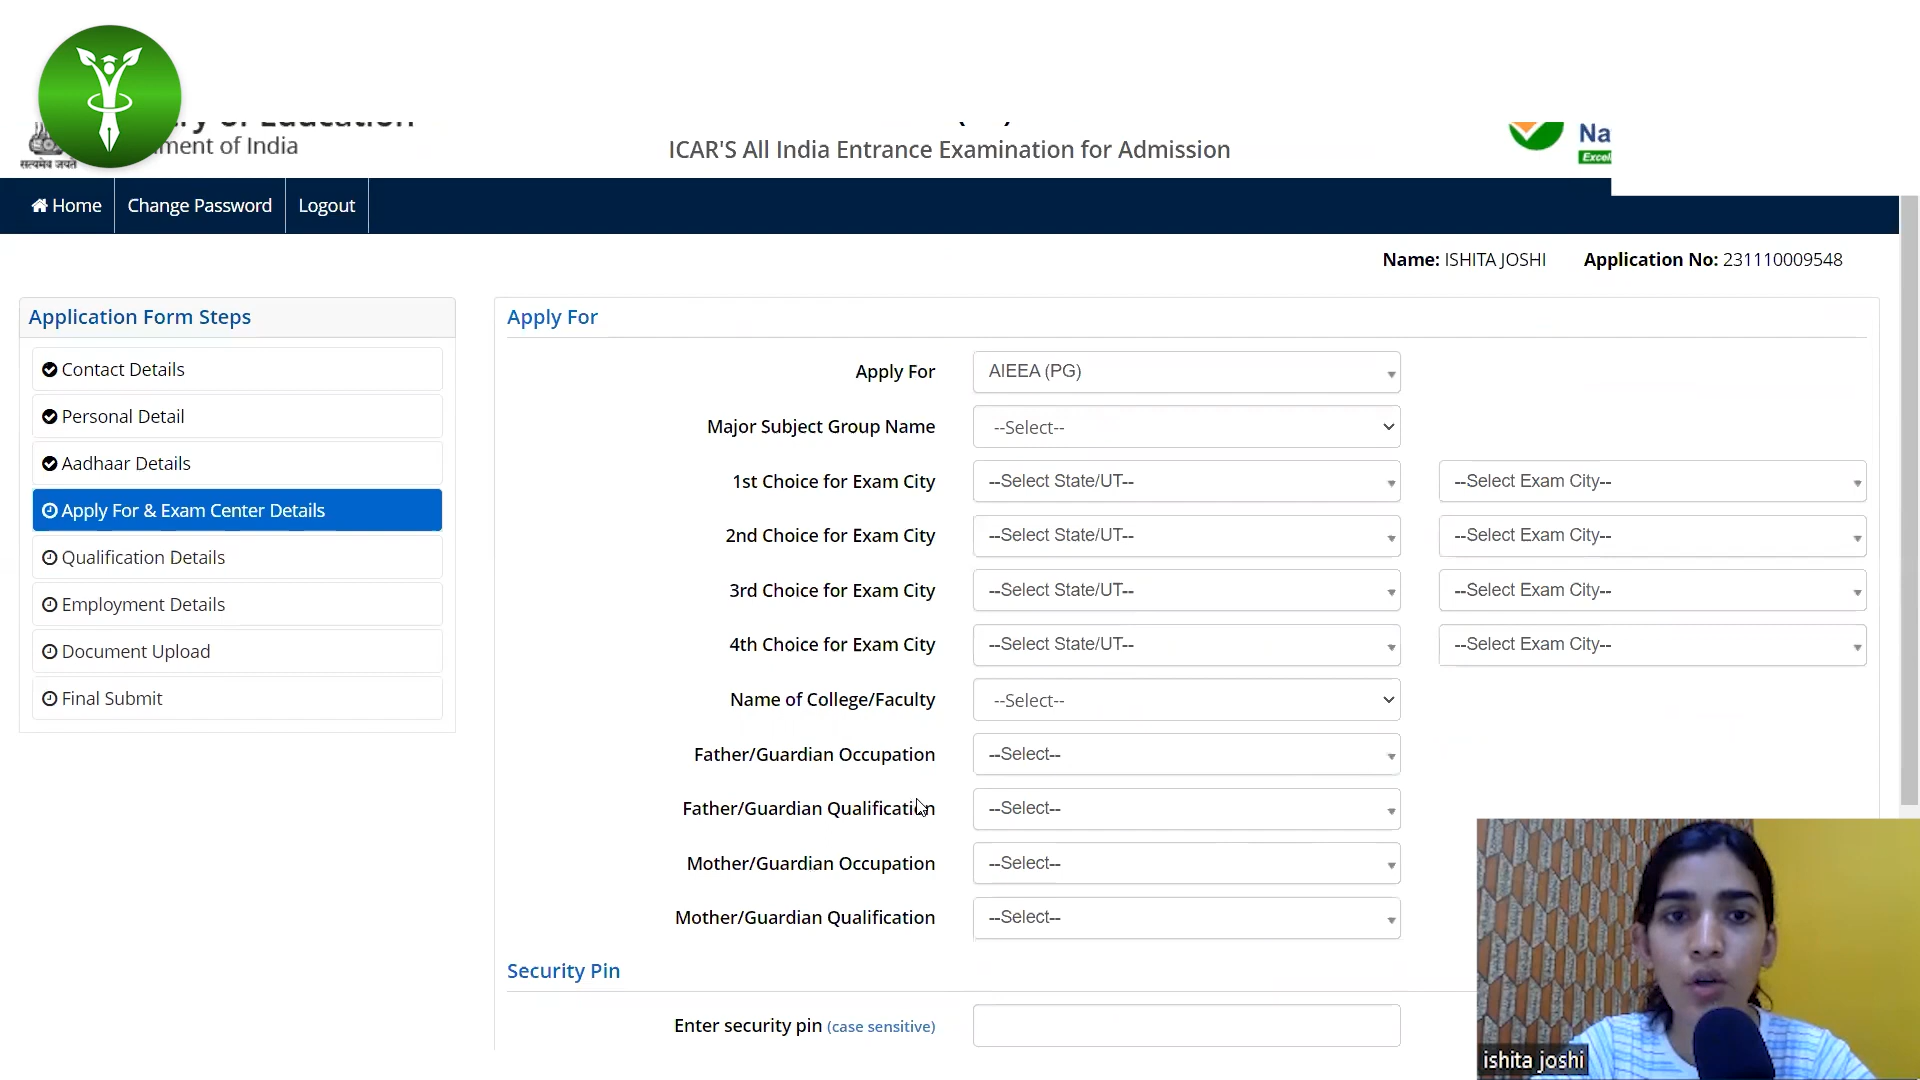 ment of India
सत्यमेव जयते
ICAR'S All India Entrance Examination for Admission
Na
Excel
Home
Change Password
Logout
Name: ISHITA JOSHI
Application No: 231110009548
Application Form Steps
Contact Details
Personal Detail
Aadhaar Details
Apply For & Exam Center Details
Qualification Details
Employment Details
Document Upload
Final Submit
Apply For
Apply For AIEEA (PG)
Major Subject Group Name --Select--
1st Choice for Exam City --Select State/UT-- --Select Exam City--
2nd Choice for Exam City --Select State/UT-- --Select Exam City--
3rd Choice for Exam City --Select State/UT-- --Select Exam City--
4th Choice for Exam City --Select State/UT-- --Select Exam City--
Name of College/Faculty --Select--
Father/Guardian Occupation --Select--
Father/Guardian Qualification --Select--
Mother/Guardian Occupation --Select--
Mother/Guardian Qualification --Select--
Security Pin
Enter security pin (case sensitive)
ishita joshi